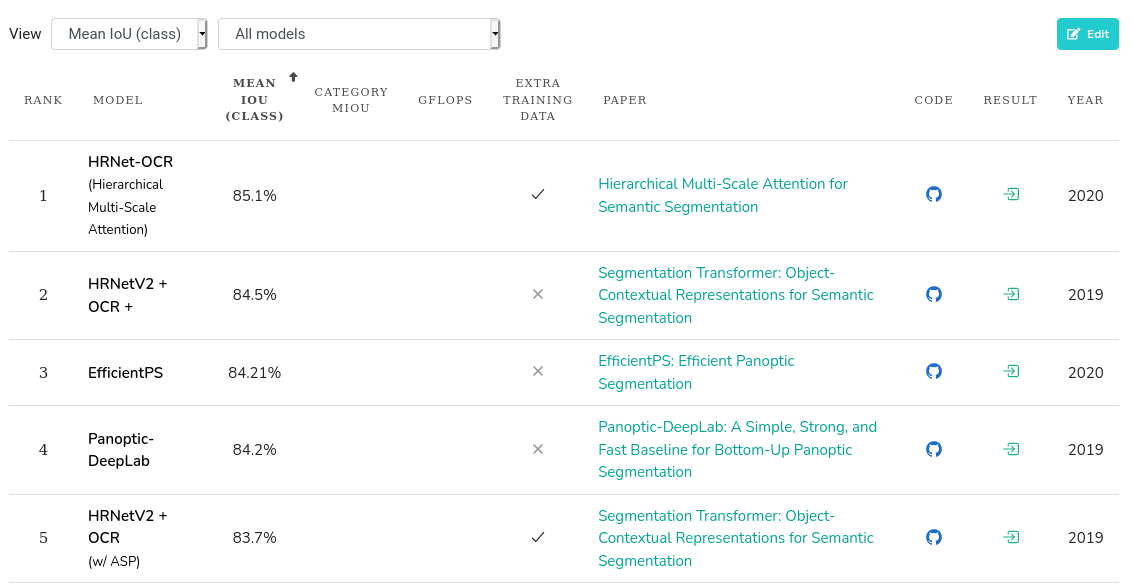 View Mean IoU (class) All models Edit
RANK MODEL MEAN IOU (CLASS) CATEGORY MIOU GFLOPS EXTRA TRAINING DATA PAPER CODE RESULT YEAR
1 HRNet-OCR (Hierarchical Multi-Scale Attention) 85.1% ✓ Hierarchical Multi-Scale Attention for Semantic Segmentation 2020
2 HRNetV2 + OCR + 84.5% ✕ Segmentation Transformer: Object-Contextual Representations for Semantic Segmentation 2019
3 EfficientPS 84.21% ✕ EfficientPS: Efficient Panoptic Segmentation 2020
4 Panoptic-DeepLab 84.2% ✕ Panoptic-DeepLab: A Simple, Strong, and Fast Baseline for Bottom-Up Panoptic Segmentation 2019
5 HRNetV2 + OCR (w/ ASP) 83.7% ✓ Segmentation Transformer: Object-Contextual Representations for Semantic Segmentation 2019